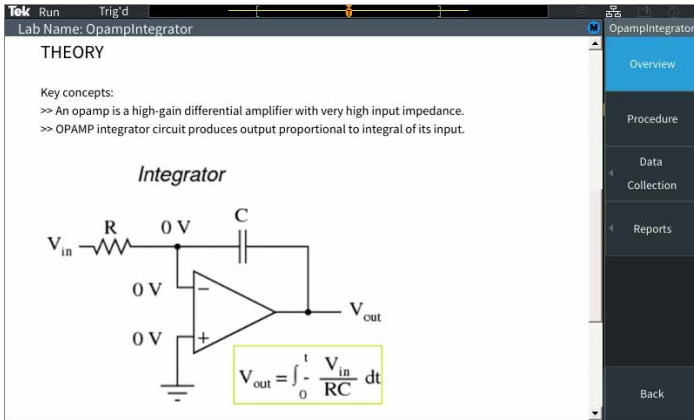 Tek Run Trig'd
Lab Name: OpampIntegrator
M
OpampIntegrator
THEORY
Key concepts:
>> An opamp is a high-gain differential amplifier with very high input impedance.
>> OPAMP integrator circuit produces output proportional to integral of its input.
Integrator
C
R
0 V
Vin
0 V
−
Vout
0 V
+
Vout = ∫0t - Vin/RC dt
Overview
Procedure
Data
Collection
Reports
Back